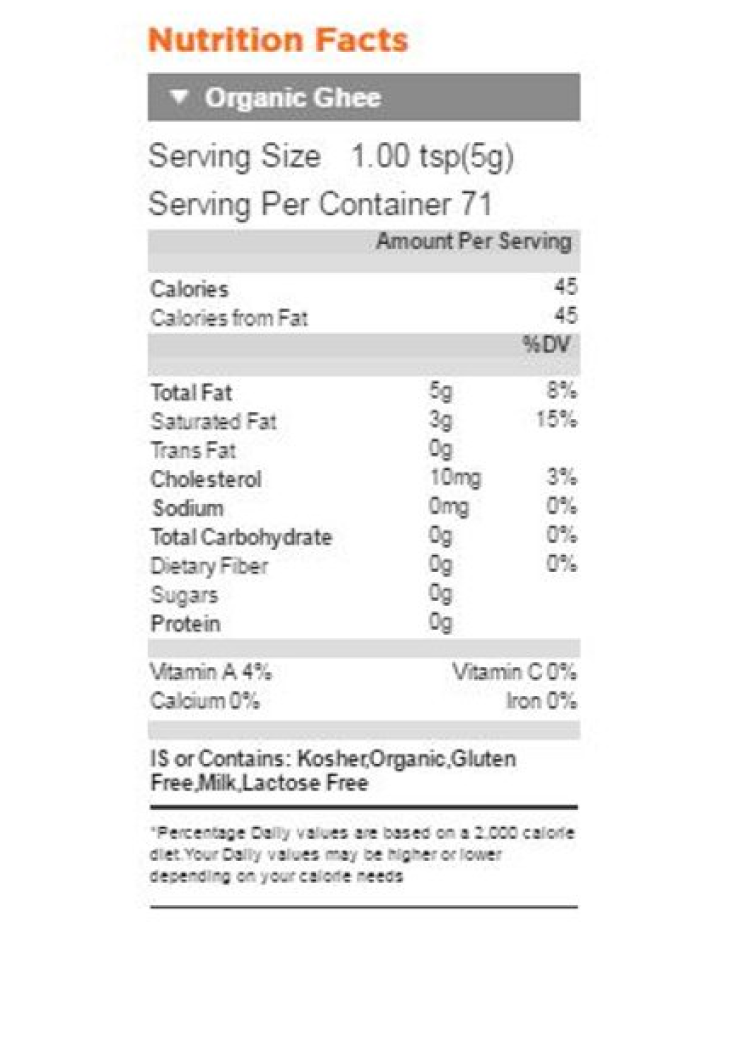 Nutrition Facts
▼ Organic Ghee
Serving Size 1.00 tsp(5g)
Serving Per Container 71
Amount Per Serving
Calories 45
Calories from Fat 45
%DV
Total Fat 5g 8%
Saturated Fat 3g 15%
Trans Fat 0g
Cholesterol 10mg 3%
Sodium 0mg 0%
Total Carbohydrate 0g 0%
Dietary Fiber 0g 0%
Sugars 0g
Protein 0g
Vitamin A 4% Vitamin C 0%
Calcium 0% Iron 0%
IS or Contains: Kosher,Organic,Gluten
Free,Milk,Lactose Free
*Percentage Daily values are based on a 2,000 calorie
diet.Your Daily values may be higher or lower
depending on your calorie needs